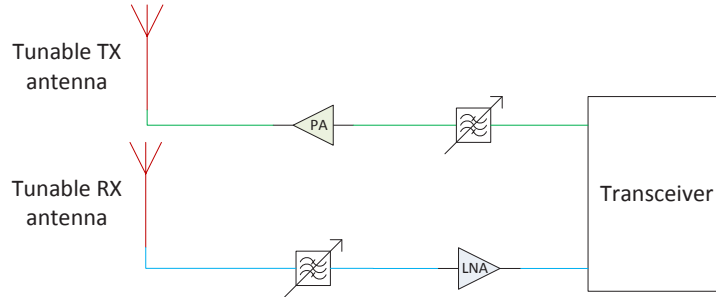 Tunable TX
antenna
PA
Tunable RX
antenna
LNA
Transceiver